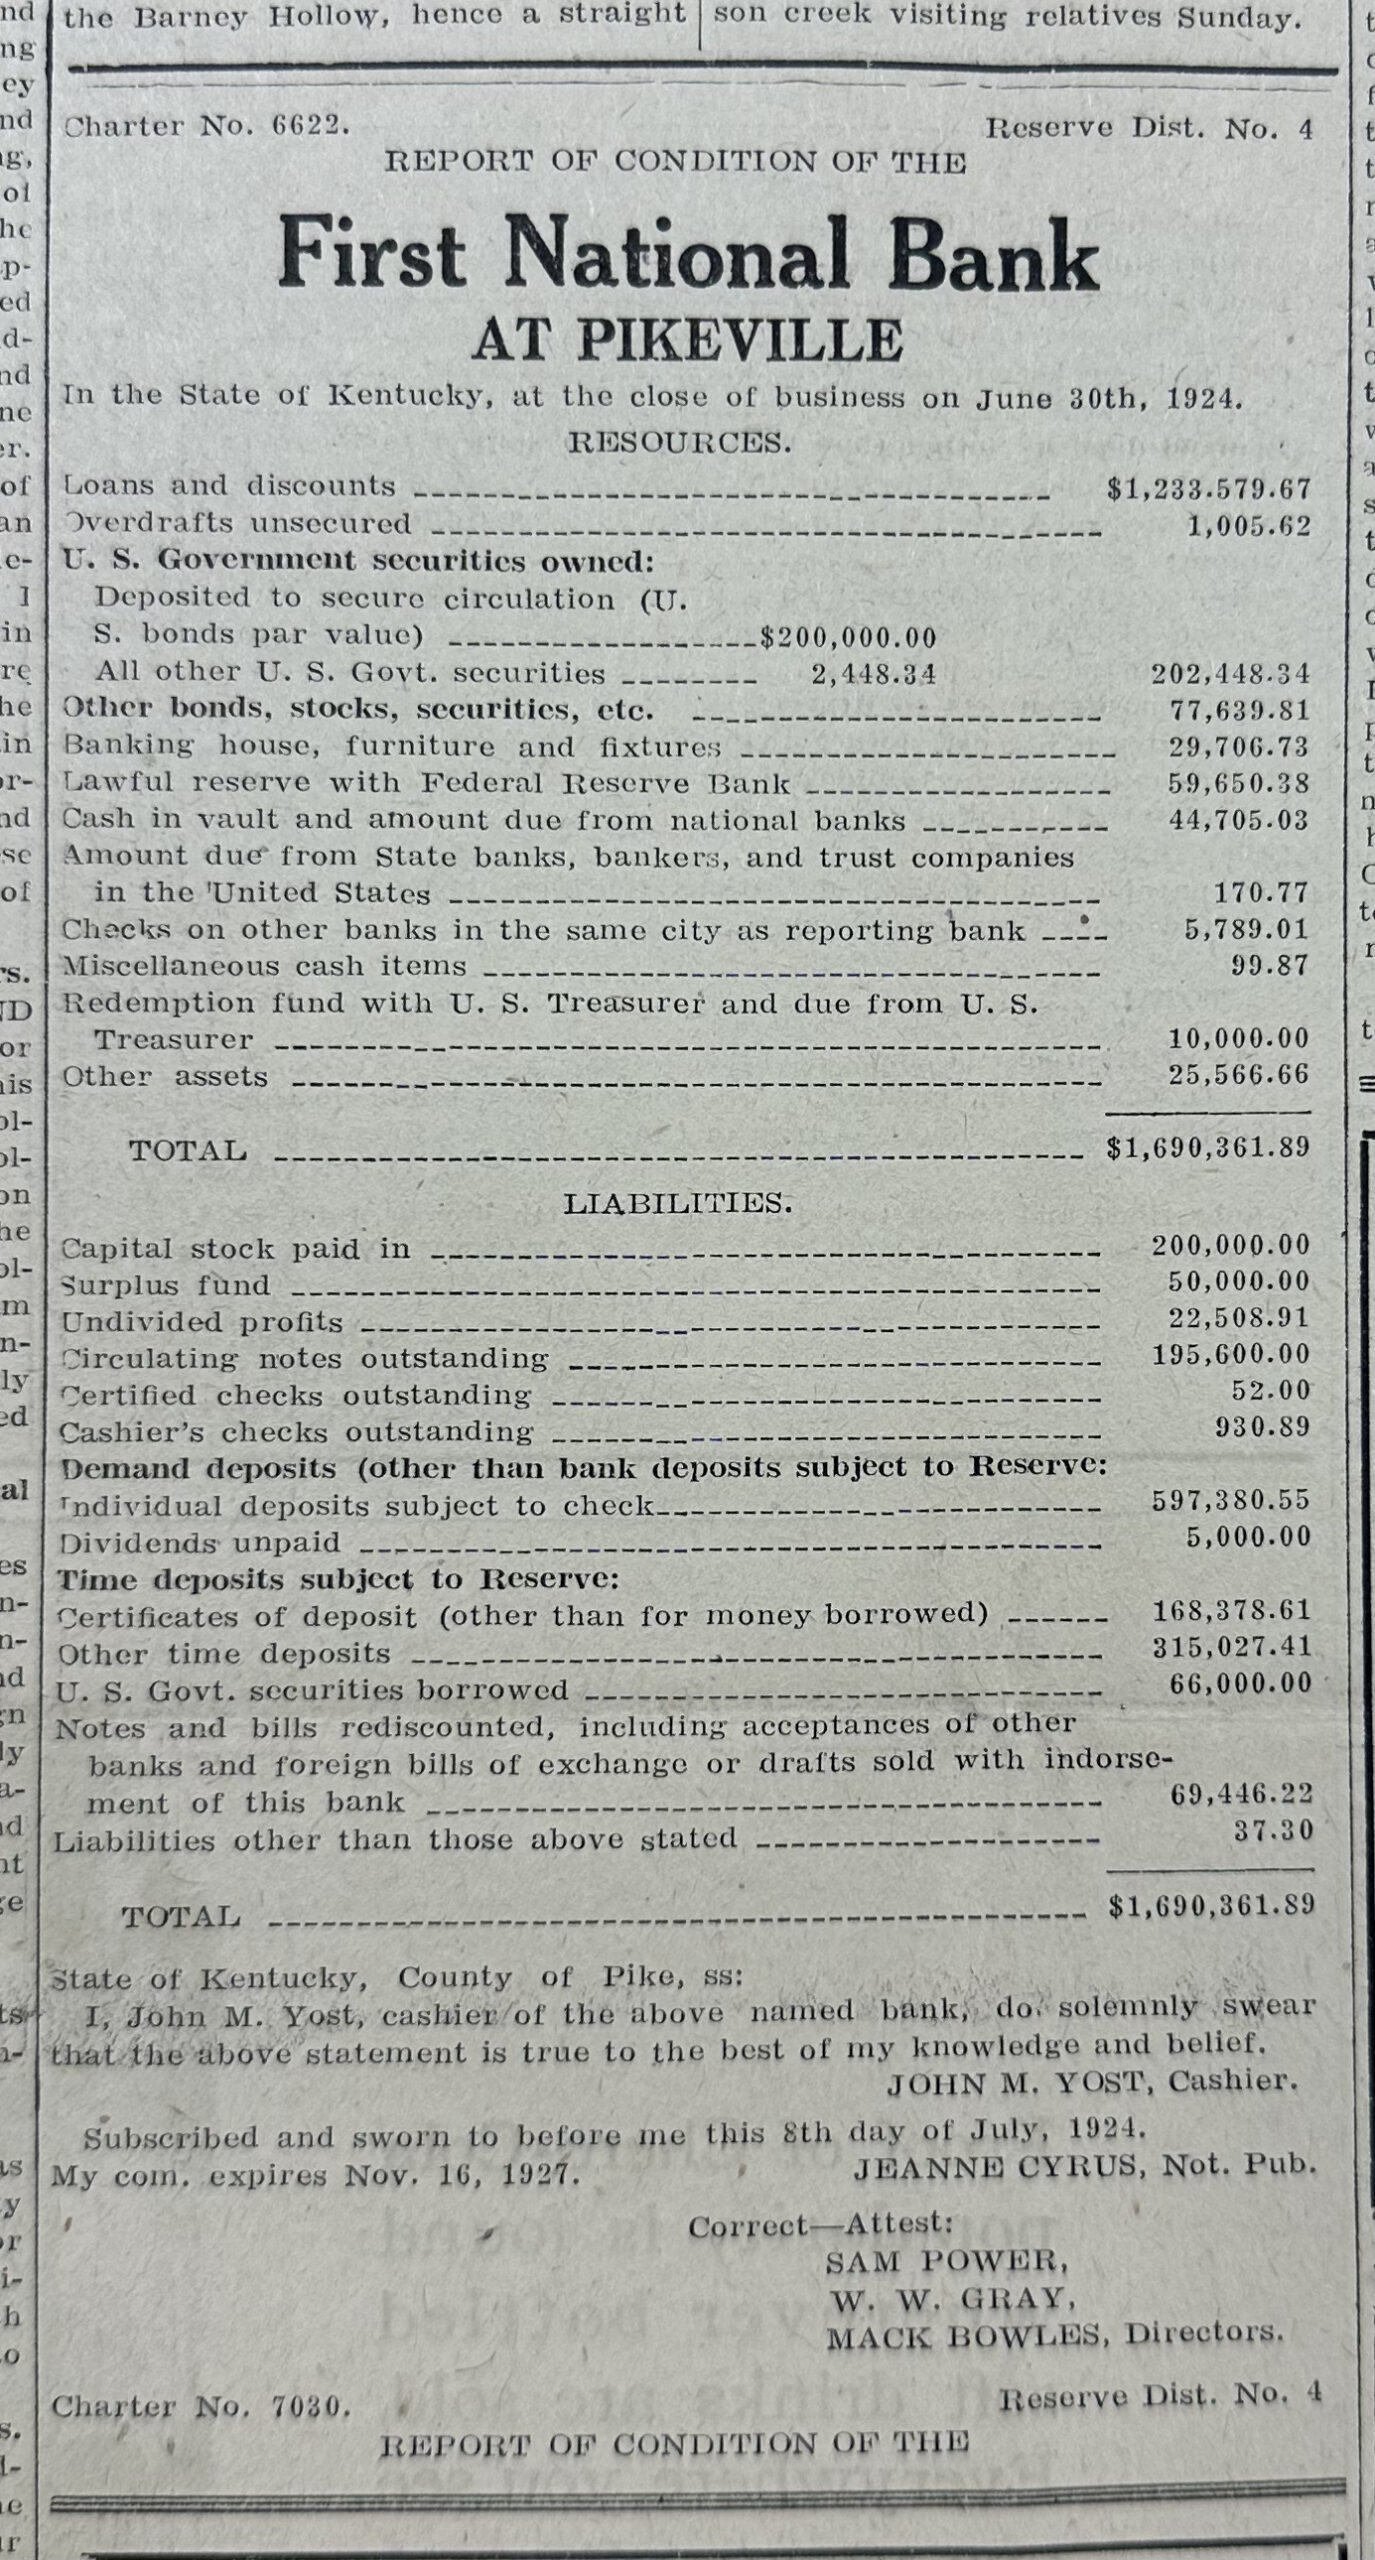 the Barney Hollow, hence a straight
son creek visiting relatives Sunday.
Charter No. 6622.
Reserve Dist. No. 4
REPORT OF CONDITION OF THE
First National Bank
AT PIKEVILLE
In the State of Kentucky, at the close of business on June 30th, 1924.
RESOURCES.
Loans and discounts $1,233.579.67
Overdrafts unsecured 1,005.62
U. S. Government securities owned:
Deposited to secure circulation (U.
S. bonds par value) $200,000.00
All other U. S. Govt. securities 2,448.34 202,448.34
Other bonds, stocks, securities, etc. 77,639.81
Banking house, furniture and fixtures 29,706.73
Lawful reserve with Federal Reserve Bank 59,650.38
Cash in vault and amount due from national banks 44,705.03
Amount due from State banks, bankers, and trust companies
in the United States 170.77
Checks on other banks in the same city as reporting bank 5,789.01
Miscellaneous cash items 99.87
Redemption fund with U. S. Treasurer and due from U. S.
Treasurer 10,000.00
Other assets 25,566.66
TOTAL $1,690,361.89
LIABILITIES.
Capital stock paid in 200,000.00
Surplus fund 50,000.00
Undivided profits 22,508.91
Circulating notes outstanding 195,600.00
Certified checks outstanding 52.00
Cashier's checks outstanding 930.89
Demand deposits (other than bank deposits subject to Reserve:
Individual deposits subject to check 597,380.55
Dividends unpaid 5,000.00
Time deposits subject to Reserve:
Certificates of deposit (other than for money borrowed) 168,378.61
Other time deposits 315,027.41
U. S. Govt. securities borrowed 66,000.00
Notes and bills rediscounted, including acceptances of other
banks and foreign bills of exchange or drafts sold with indorse-
ment of this bank 69,446.22
Liabilities other than those above stated 37.30
TOTAL $1,690,361.89
State of Kentucky, County of Pike, ss:
I, John M. Yost, cashier of the above named bank, do solemnly swear
that the above statement is true to the best of my knowledge and belief.
JOHN M. YOST, Cashier.
Subscribed and sworn to before me this 8th day of July, 1924.
My com. expires Nov. 16, 1927. JEANNE CYRUS, Not. Pub.
Correct—Attest:
SAM POWER,
W. W. GRAY,
MACK BOWLES, Directors.
Charter No. 7030.
Reserve Dist. No. 4
REPORT OF CONDITION OF THE